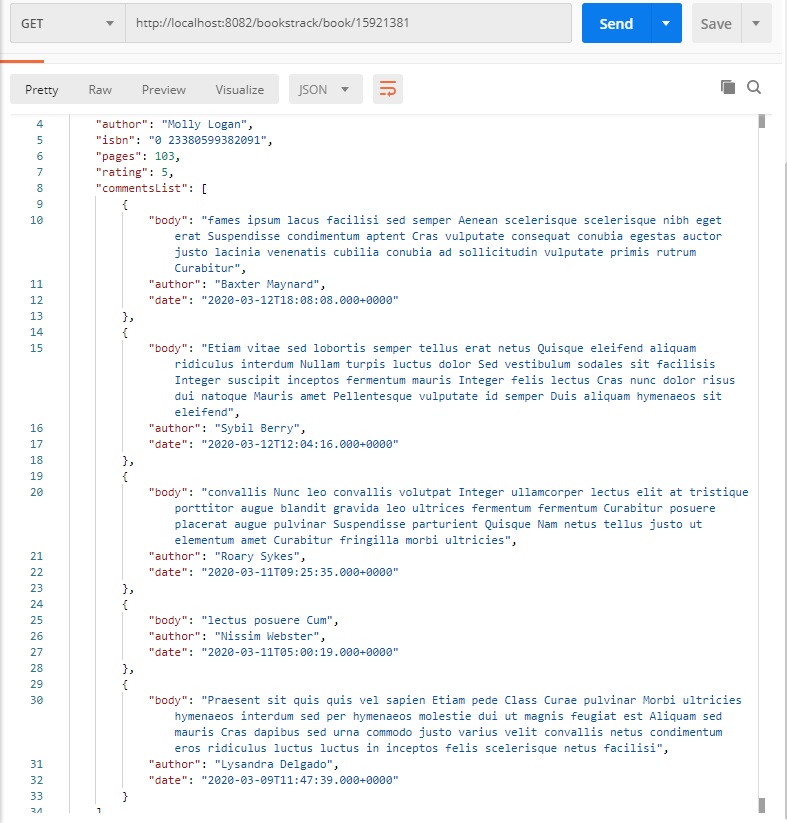 GET http://localhost:8082/bookstrack/book/15921381 Send Save
Pretty Raw Preview Visualize JSON
4 "author": "Molly Logan",
5 "isbn": "0 23380599382091",
6 "pages": 103,
7 "rating": 5,
8 "commentsList": [
9 {
10 "body": "fames ipsum lacus facilisi sed semper Aenean scelerisque scelerisque nibh eget
erat Suspendisse condimentum aptent Cras vulputate consequat conubia egestas auctor
justo lacinia venenatis cubilia conubia ad sollicitudin vulputate primis rutrum
Curabitur",
11 "author": "Baxter Maynard",
12 "date": "2020-03-12T18:08:08.000+0000"
13 },
14 {
15 "body": "Etiam vitae sed lobortis semper tellus erat netus Quisque eleifend aliquam
ridiculus interdum Nullam turpis luctus dolor Sed vestibulum sodales sit facilisis
Integer suscipit inceptos fermentum mauris Integer felis lectus Cras nunc dolor risus
dui natoque Mauris amet Pellentesque vulputate id semper Duis aliquam hymenaeos sit
eleifend",
16 "author": "Sybil Berry",
17 "date": "2020-03-12T12:04:16.000+0000"
18 },
19 {
20 "body": "convallis Nunc leo convallis volutpat Integer ullamcorper lectus elit at tristique
porttitor augue blandit gravida leo ultrices fermentum fermentum Curabitur posuere
placerat augue pulvinar Suspendisse parturient Quisque Nam netus tellus justo ut
elementum amet Curabitur fringilla morbi ultricies",
21 "author": "Roary Sykes",
22 "date": "2020-03-11T09:25:35.000+0000"
23 },
24 {
25 "body": "lectus posuere Cum",
26 "author": "Nissim Webster",
27 "date": "2020-03-11T05:00:19.000+0000"
28 },
29 {
30 "body": "Praesent sit quis quis vel sapien Etiam pede Class Curae pulvinar Morbi ultricies
hymenaeos interdum sed per hymenaeos molestie dui ut magnis feugiat est Aliquam sed
mauris Cras dapibus sed urna commodo justo varius velit convallis netus condimentum
eros ridiculus luctus luctus in inceptos felis scelerisque netus facilisi",
31 "author": "Lysandra Delgado",
32 "date": "2020-03-09T11:47:39.000+0000"
33 }
34 ]